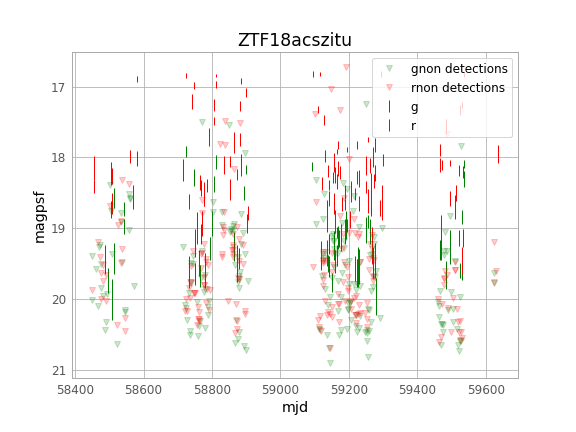 ZTF18acszitu
gnon detections
rnon detections
g
r
magpsf
17
18
19
20
21
58400 58600 58800 59000 59200 59400 59600
mjd